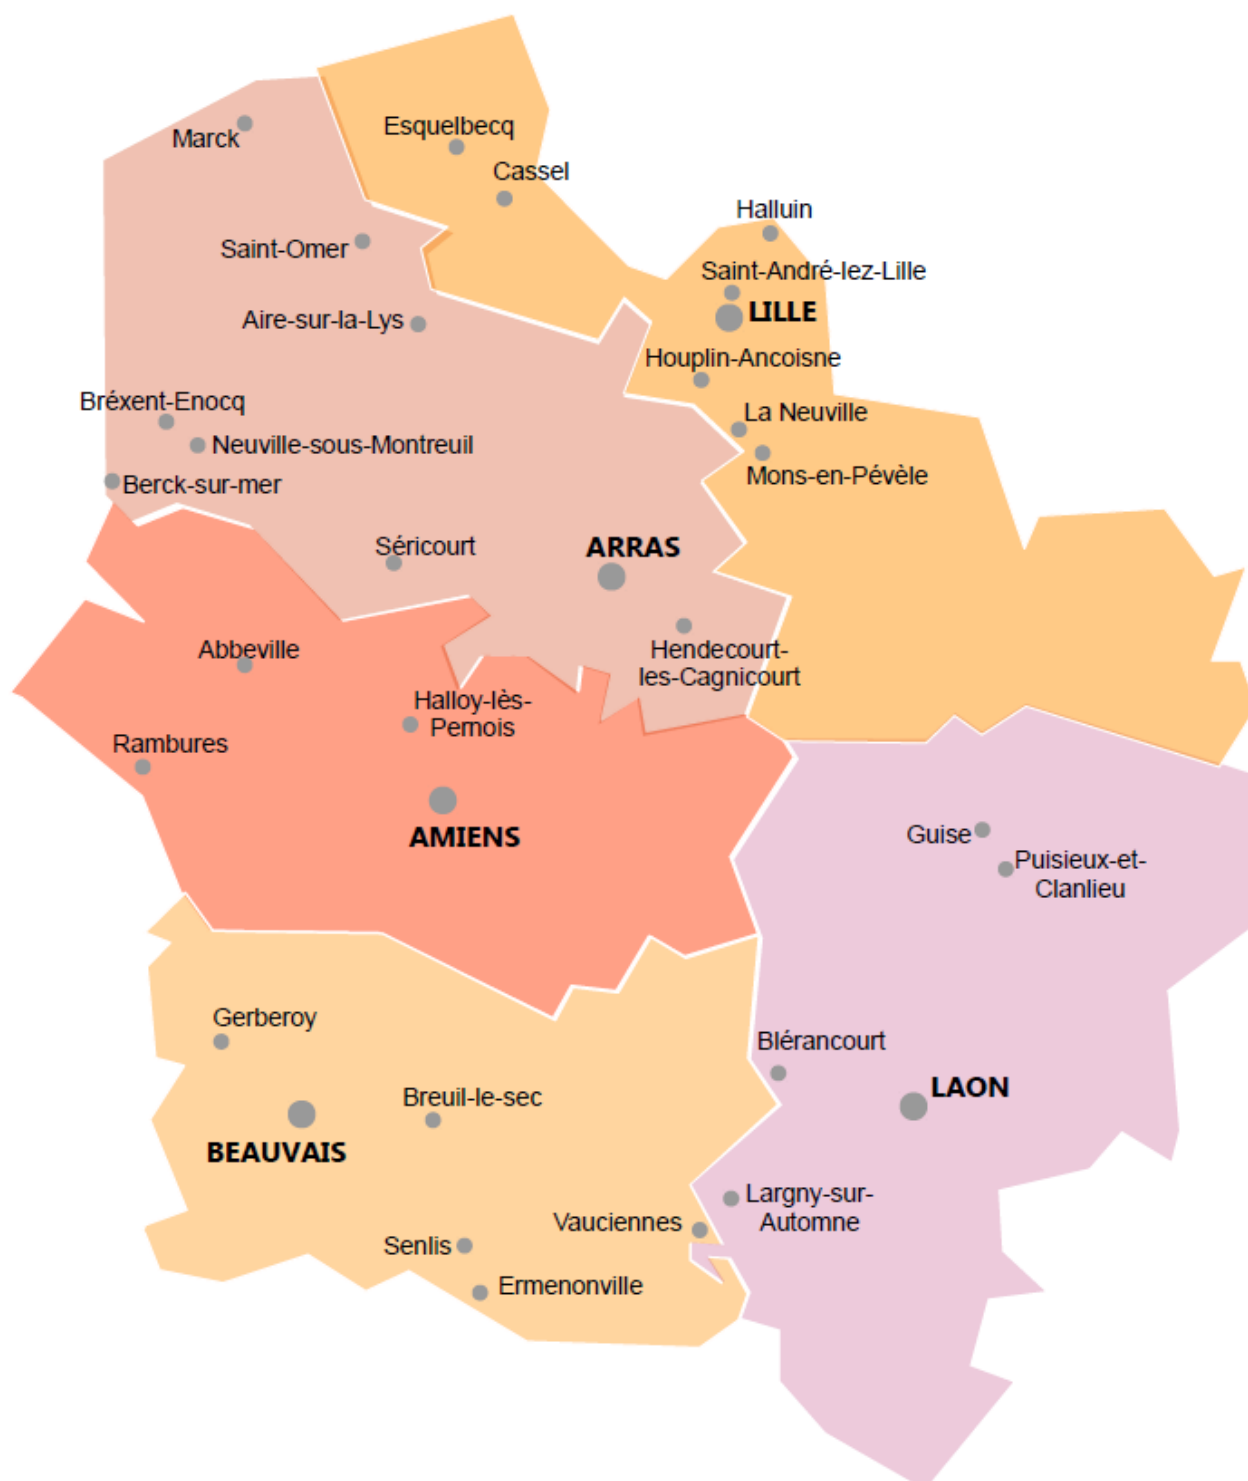 Esquelbecq
Marck
Cassel
Halluin
Saint-Omer
Saint-André-lez-Lille
LILLE
Aire-sur-la-Lys
Houplin-Ancoisne
Bréxent-Enocq
La Neuville
Neuville-sous-Montreuil
Mons-en-Pévèle
Berck-sur-mer
Séricourt
ARRAS
Abbeville
Hendecourt-
les-Cagnicourt
Halloy-lès-
Pernois
Rambures
AMIENS
Guise
Puisieux-et-
Clanlieu
Gerberoy
Blérancourt
LAON
Breuil-le-sec
BEAUVAIS
Largny-sur-
Automne
Vauciennes
Senlis
Ermenonville